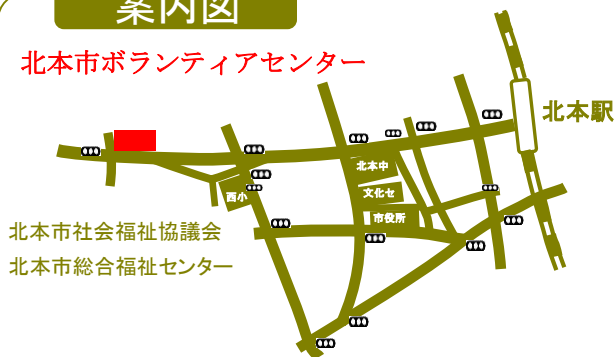 案内図
北本市ボランティアセンター
北本駅
北本中
文化セ
西小
市役所
北本市社会福祉協議会
北本市総合福祉センター